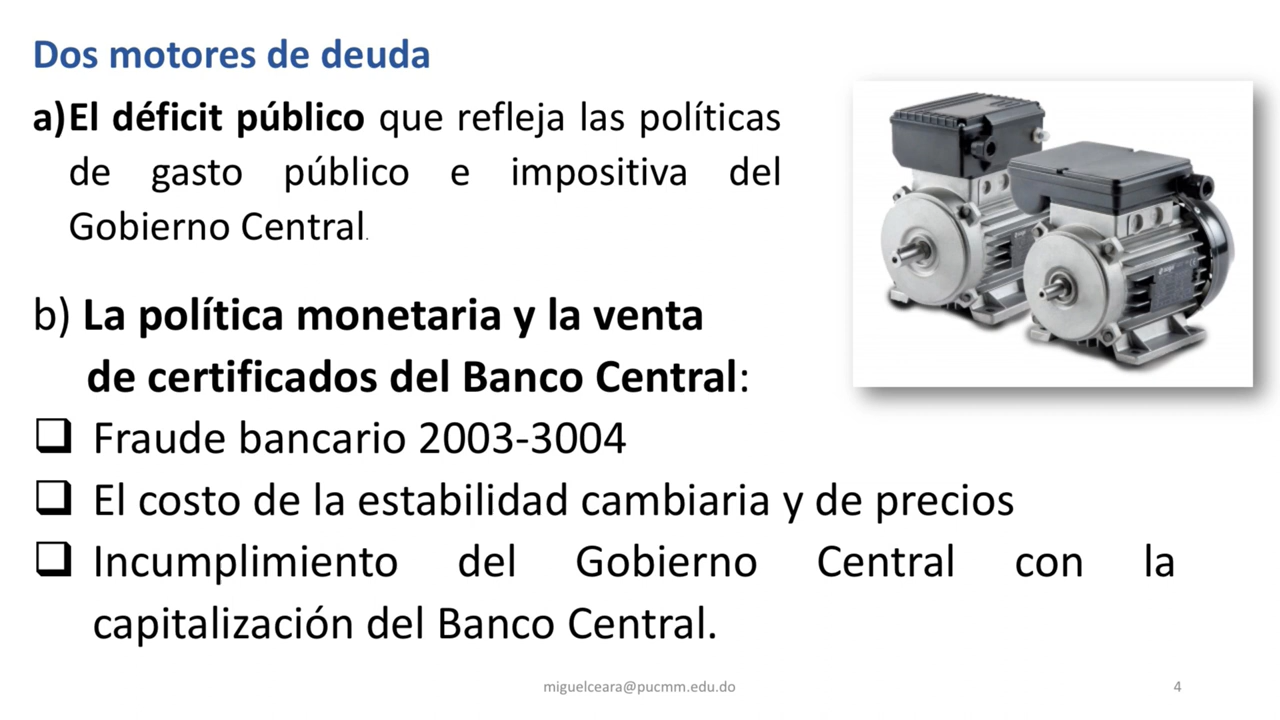 Dos motores de deuda
a)El déficit público que refleja las políticas
de gasto público e impositiva del
Gobierno Central.
b) La política monetaria y la venta
de certificados del Banco Central:
❑ Fraude bancario 2003-3004
❑ El costo de la estabilidad cambiaria y de precios
❑ Incumplimiento del Gobierno Central con la
capitalización del Banco Central.
miguelceara@pucmm.edu.do
4